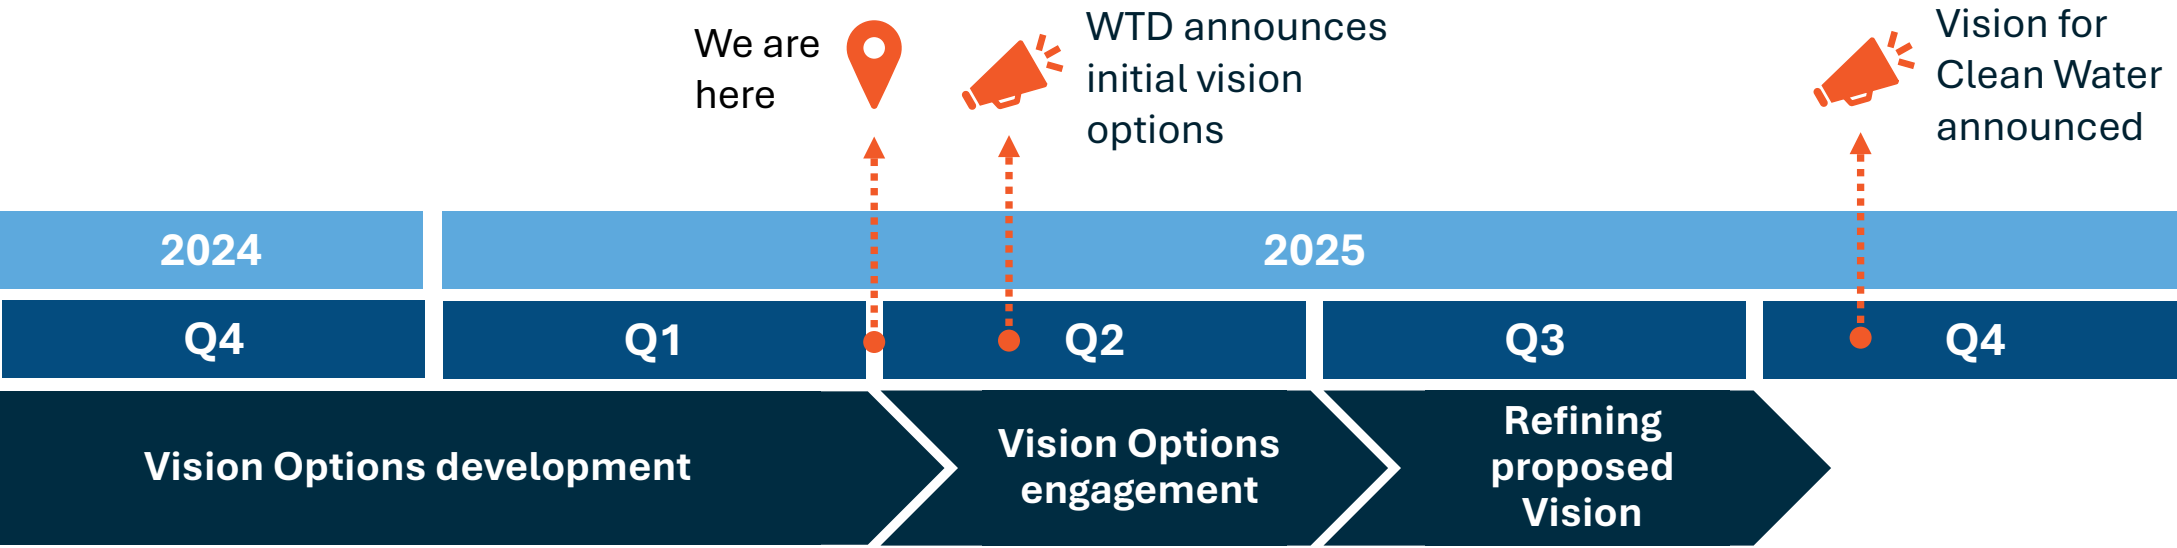 We are
here
WTD announces
initial vision
options
Vision for
Clean Water
announced
2024
2025
Q4
Q1
Q2
Q3
Q4
Vision Options development
Vision Options
engagement
Refining
proposed
Vision